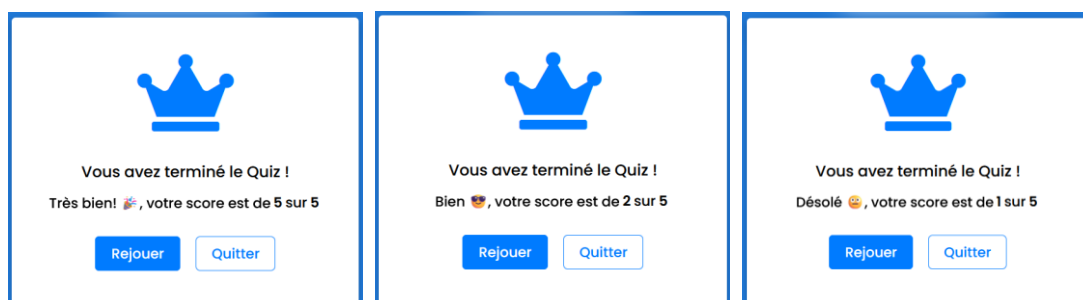 Vous avez terminé le Quiz !
Très bien! 🎉, votre score est de 5 sur 5
Rejouer Quitter
Vous avez terminé le Quiz !
Bien 😎, votre score est de 2 sur 5
Rejouer Quitter
Vous avez terminé le Quiz !
Désolé 😩, votre score est de 1 sur 5
Rejouer Quitter